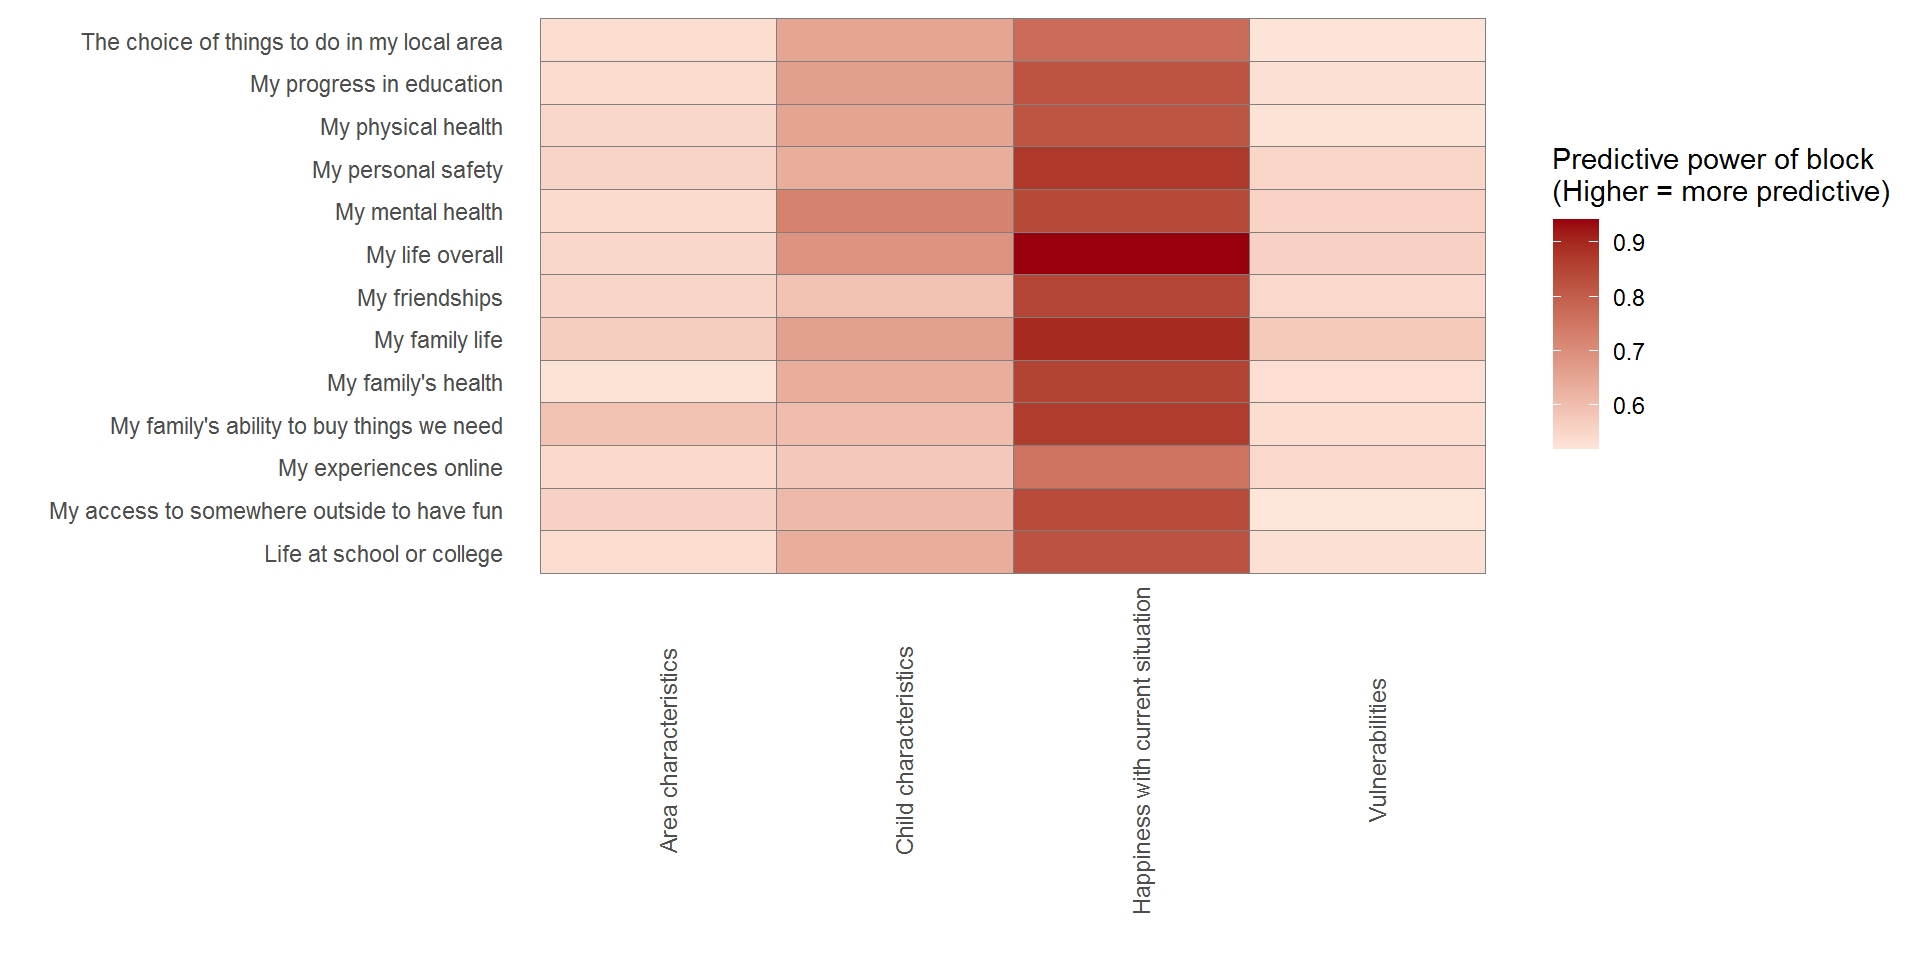 The choice of things to do in my local area
My progress in education
My physical health
My personal safety
My mental health
My life overall
My friendships
My family life
My family's health
My family's ability to buy things we need
My experiences online
My access to somewhere outside to have fun
Life at school or college
Area characteristics
Child characteristics
Happiness with current situation
Vulnerabilities
Predictive power of block
(Higher = more predictive)
0.9
0.8
0.7
0.6